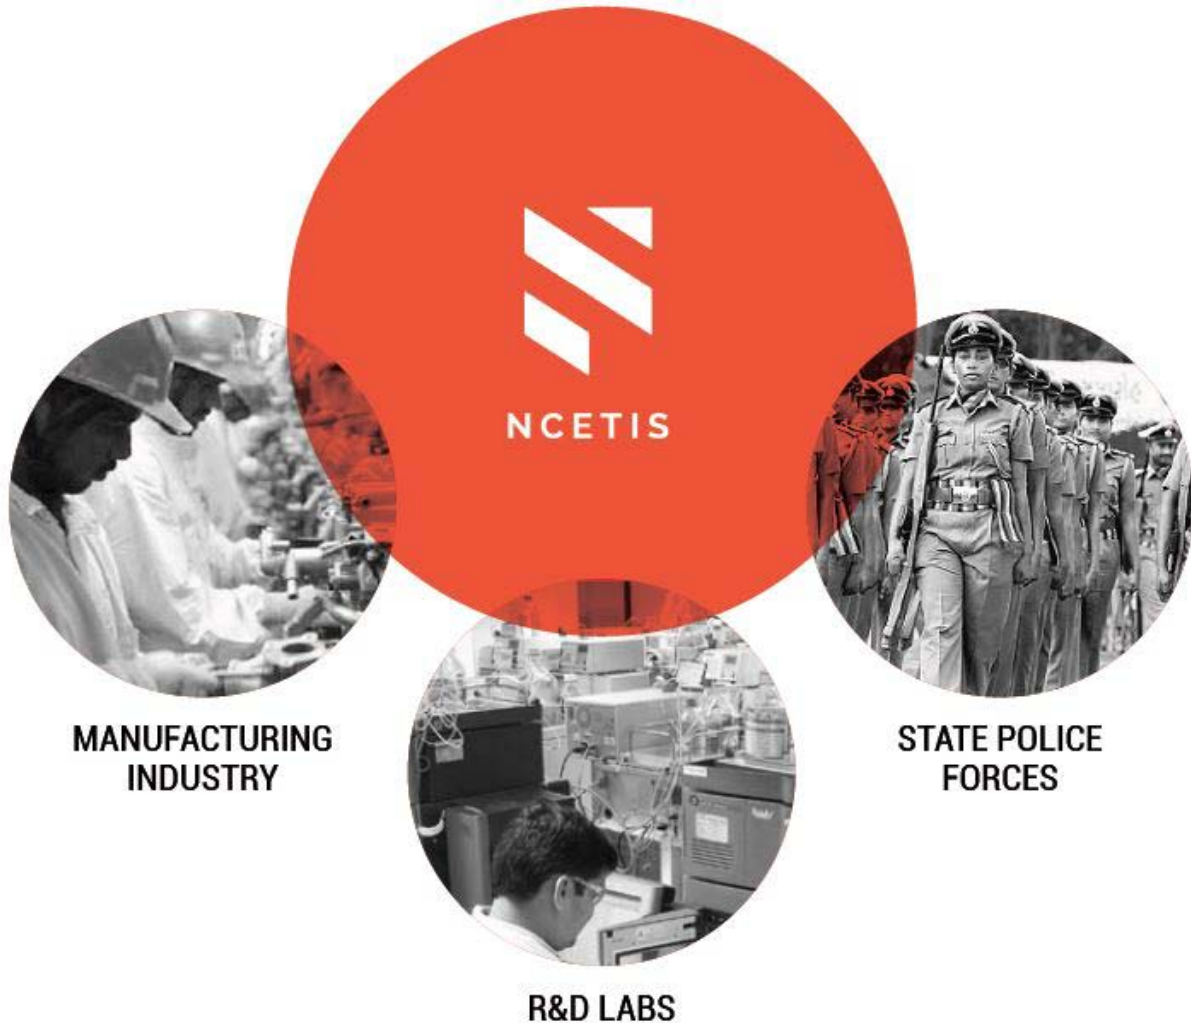 NCETIS
MANUFACTURING
INDUSTRY
STATE POLICE
FORCES
R&D LABS